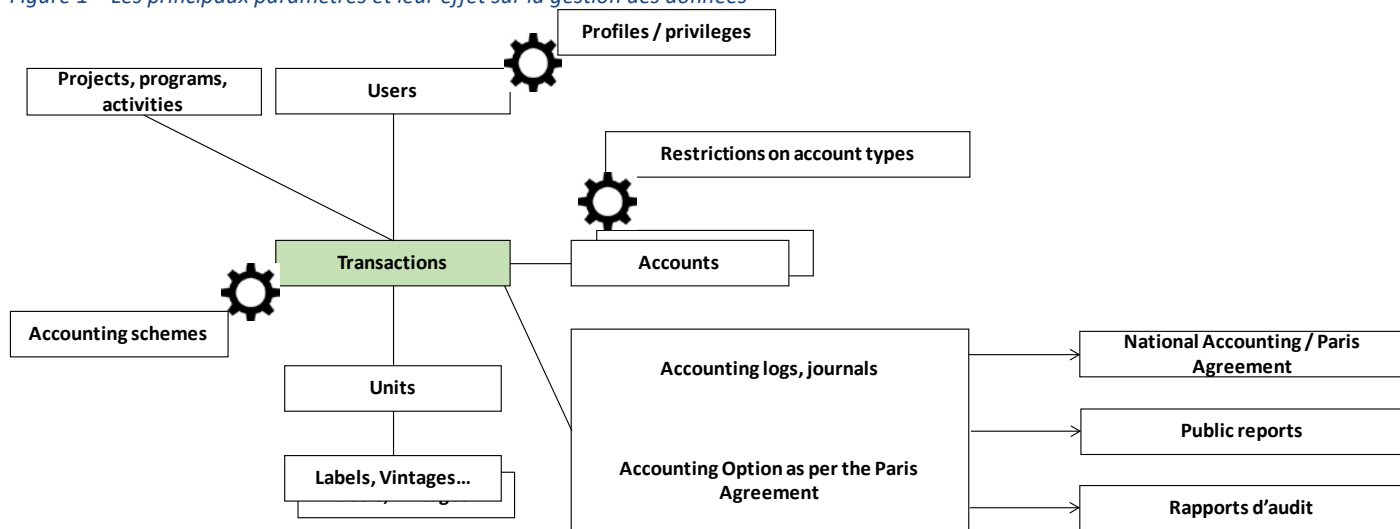 Figure 1 – Les principaux paramètres et leur effet sur la gestion des données
Profiles / privileges
Projects, programs,
activities
Users
Restrictions on account types
Transactions
Accounts
Accounting schemes
National Accounting / Paris
Agreement
Accounting logs, journals
Units
Public reports
Labels, Vintages...
Accounting Option as per the Paris
Agreement
Rapports d'audit